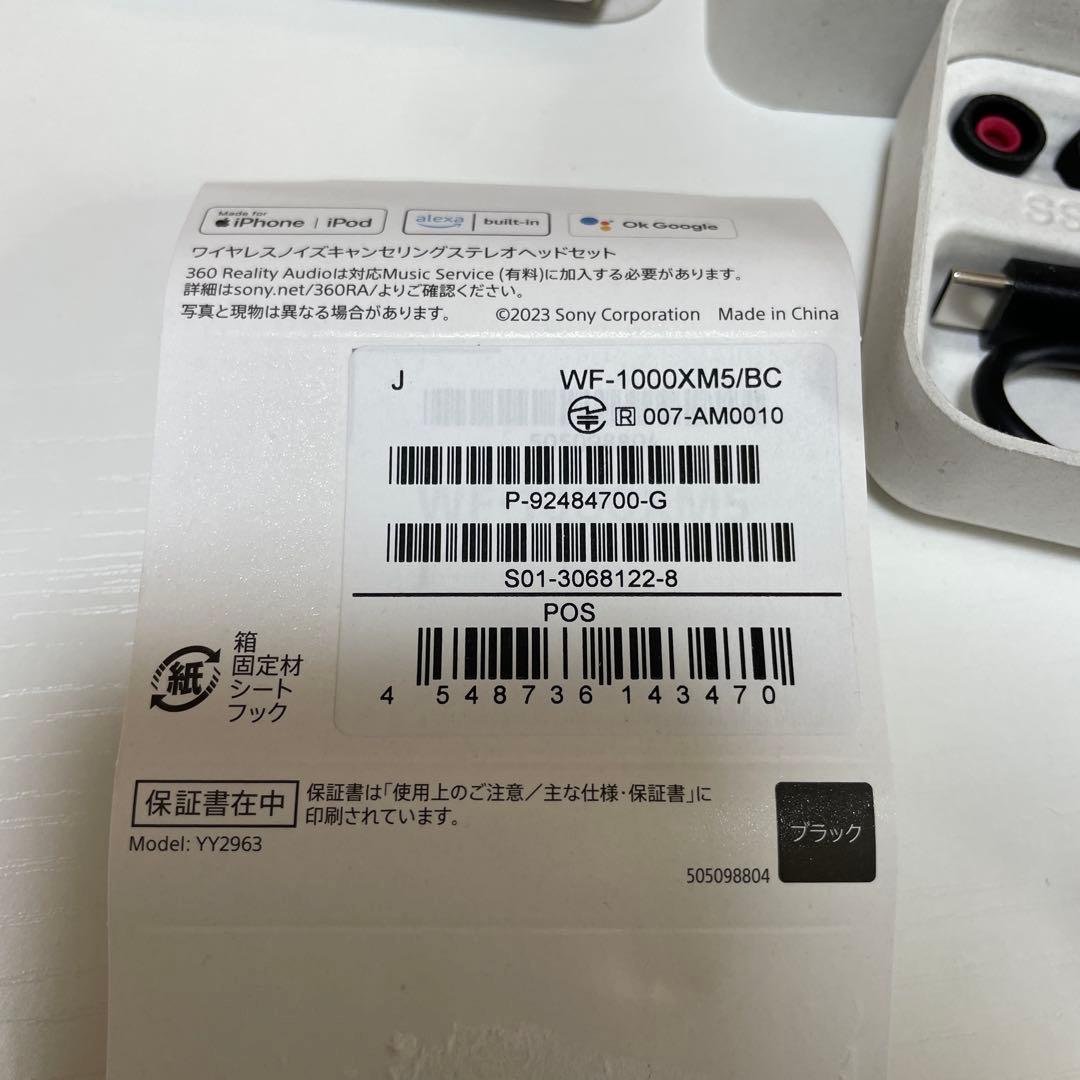 Made for
iPhone | iPod
alexa | built-in
Ok Google
ワイヤレスノイズキャンセリングステレオヘッドセット
360 Reality Audioは対応Music Service (有料)に加入する必要があります。
詳細はsony.net/360RA/よりご確認ください。
写真と現物は異なる場合があります。 ©2023 Sony Corporation Made in China
J WF-1000XM5/BC
R 007-AM0010
P-92484700-G
S01-3068122-8
POS
4 548736 143470
紙
箱
固定材
シート
フック
保証書在中
保証書は「使用上のご注意／主な仕様・保証書」に
印刷されています。
Model: YY2963
ブラック
505098804
SS